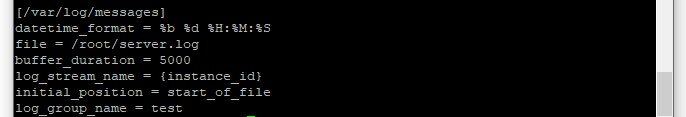 [/var/log/messages]
datetime_format = %b %d %H:%M:%S
file = /root/server.log
buffer_duration = 5000
log_stream_name = {instance_id}
initial_position = start_of_file
log_group_name = test